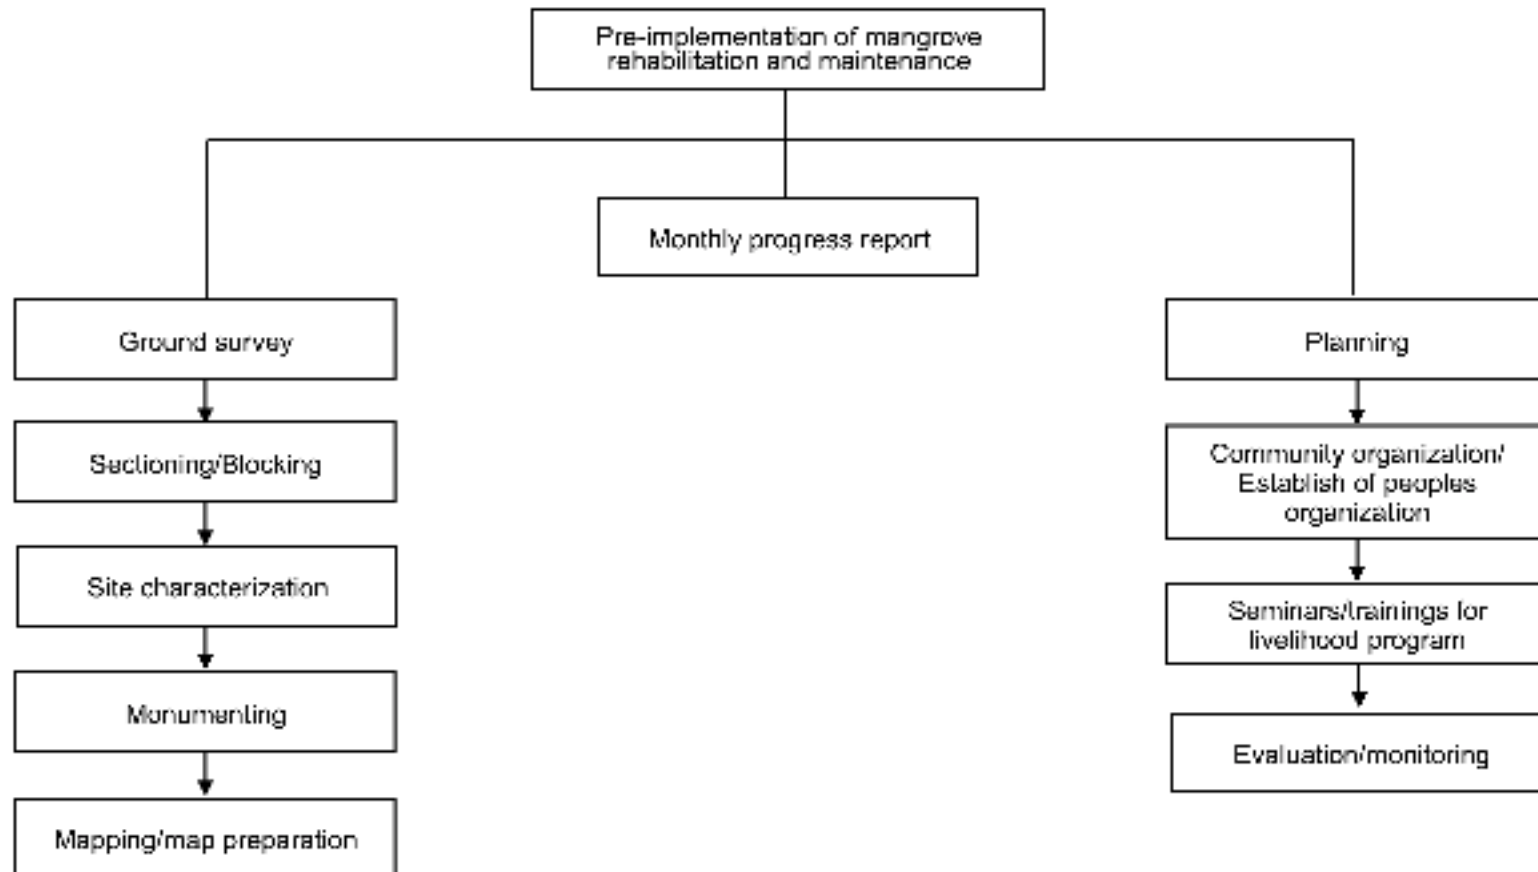 Pre-implementation of mangrove
rehabilitation and maintenance
Monthly progress report
Ground survey
Sectioning/Blocking
Site characterization
Monumenting
Mapping/map preparation
Planning
Community organization/
Establish of peoples
organization
Seminars/trainings for
livelihood program
Evaluation/monitoring